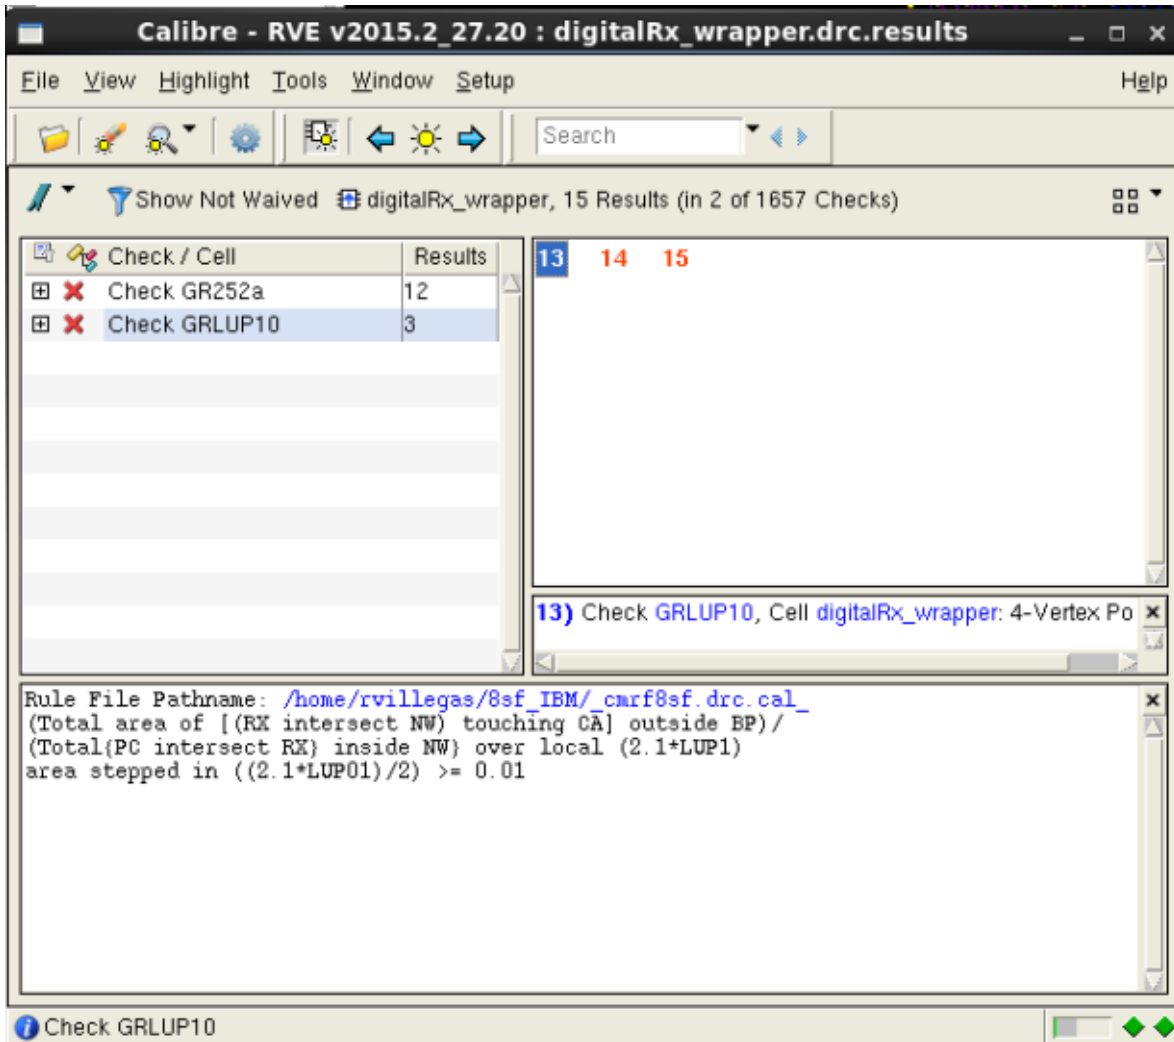 Calibre - RVE v2015.2_27.20 : digitalRx_wrapper.drc.results
File View Highlight Tools Window Setup Help
Search
Show Not Waived digitalRx_wrapper, 15 Results (in 2 of 1657 Checks)
Check / Cell Results
Check GR252a 12
Check GRLUP10 3
13 14 15
13) Check GRLUP10, Cell digitalRx_wrapper: 4-Vertex Po
Rule File Pathname: /home/rvillegas/8sf_IBM/_cmrf8sf.drc.cal_
(Total area of [(RX intersect NW) touching CA] outside BP)/
(Total{PC intersect RX} inside NW} over local (2.1*LUP1)
area stepped in ((2.1*LUP01)/2) >= 0.01
Check GRLUP10